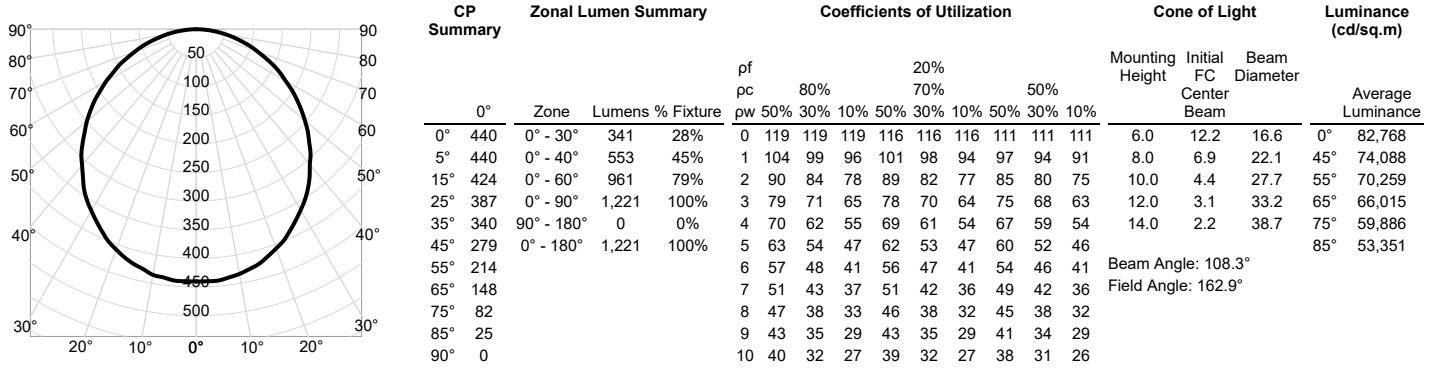 CP Summary
Zonal Lumen Summary
Coefficients of Utilization
Cone of Light
Luminance (cd/sq.m)
90° 90
80° 80
70° 70
60° 60
50° 50°
40° 40°
30° 30°
20° 10° 0° 10° 20°
50
100
150
200
250
300
350
400
450
500
0°
0° 440
5° 440
15° 424
25° 387
35° 340
45° 279
55° 214
65° 148
75° 82
85° 25
90° 0
Zone Lumens % Fixture
0° - 30° 341 28%
0° - 40° 553 45%
0° - 60° 961 79%
0° - 90° 1,221 100%
90° - 180° 0 0%
0° - 180° 1,221 100%
ρf 20%
ρc 80% 70% 50%
ρw 50% 30% 10% 50% 30% 10% 50% 30% 10%
0 119 119 119 116 116 116 111 111 111
1 104 99 96 101 98 94 97 94 91
2 90 84 78 89 82 77 85 80 75
3 79 71 65 78 70 64 75 68 63
4 70 62 55 69 61 54 67 59 54
5 63 54 47 62 53 47 60 52 46
6 57 48 41 56 47 41 54 46 41
7 51 43 37 51 42 36 49 42 36
8 47 38 33 46 38 32 45 38 32
9 43 35 29 43 35 29 41 34 29
10 40 32 27 39 32 27 38 31 26
Mounting Height
Initial FC Center Beam
Beam Diameter
6.0 12.2 16.6
8.0 6.9 22.1
10.0 4.4 27.7
12.0 3.1 33.2
14.0 2.2 38.7
Beam Angle: 108.3°
Field Angle: 162.9°
Average Luminance
0° 82,768
45° 74,088
55° 70,259
65° 66,015
75° 59,886
85° 53,351